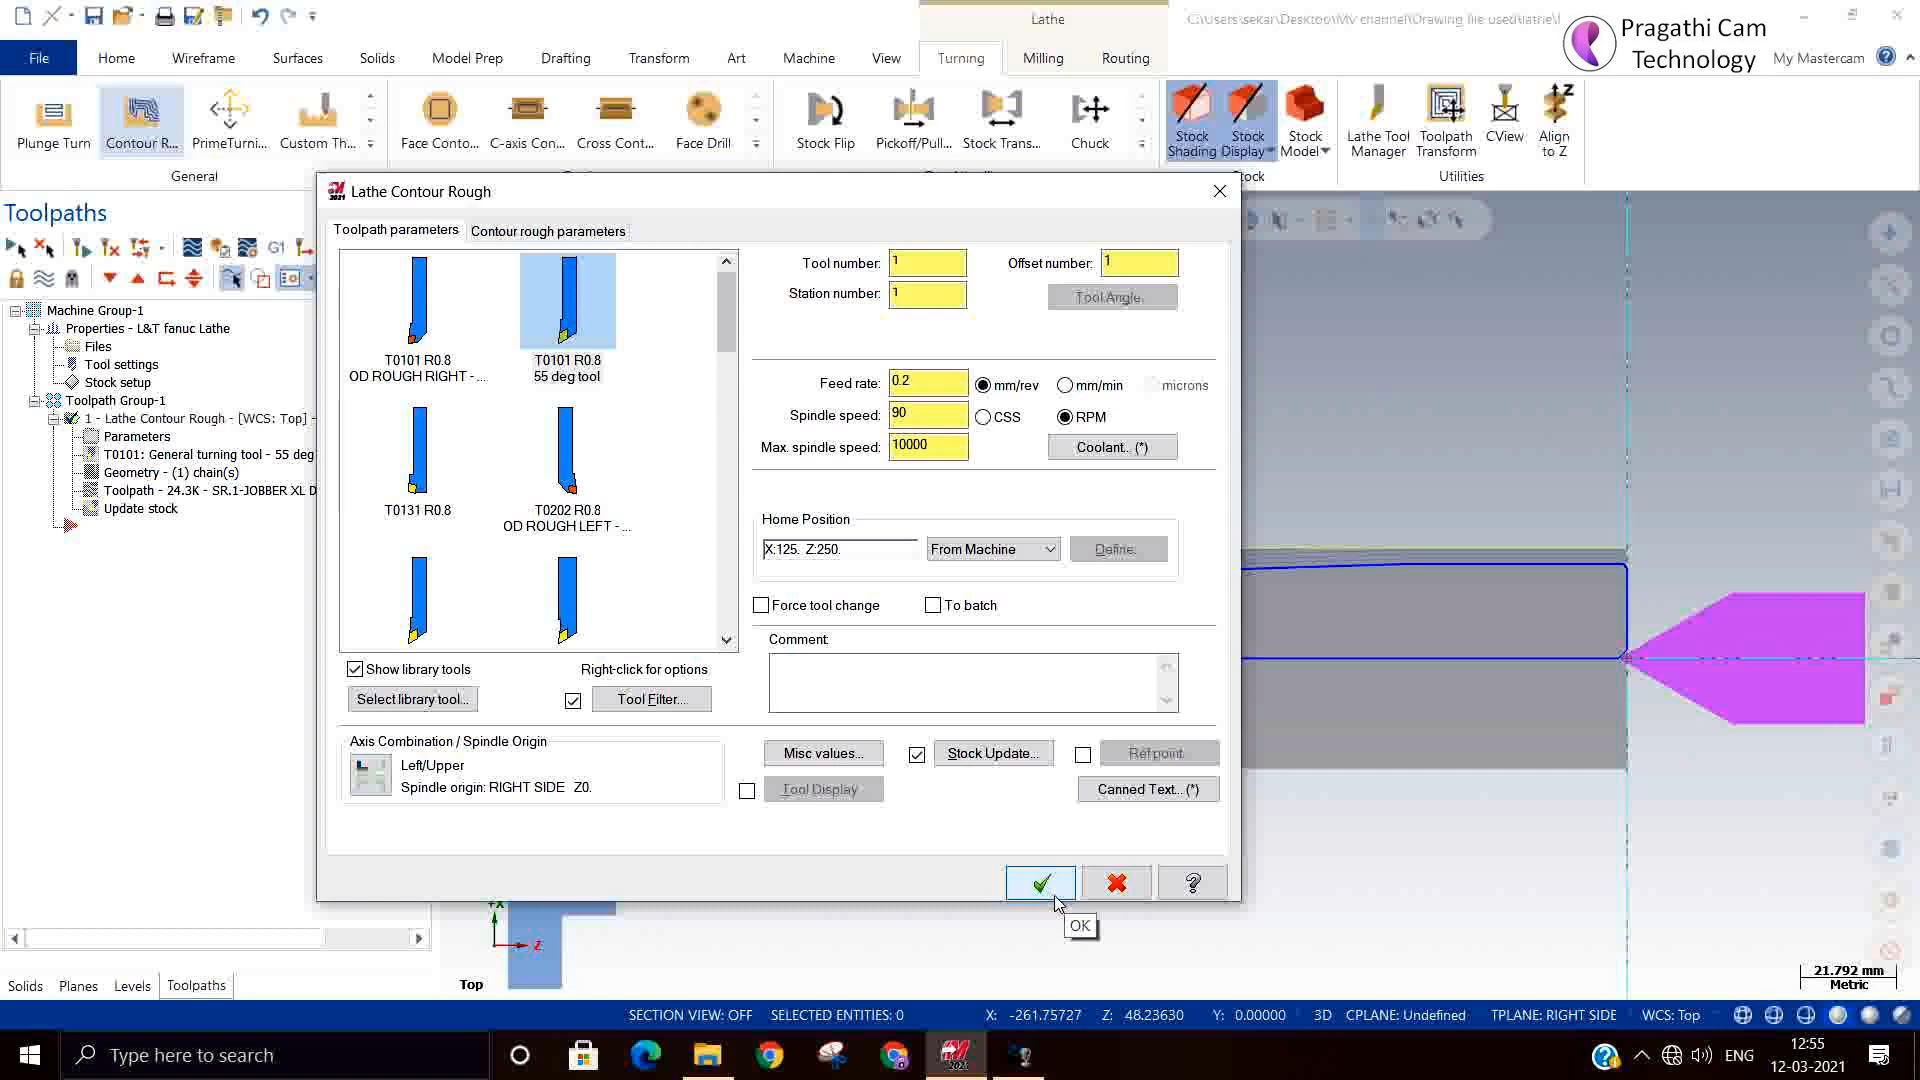 Lathe
C:\Users\sekar\Desktop\My channel\Drawing file used\lathe\
Pragathi Cam
Technology
File
Home
Wireframe
Surfaces
Solids
Model Prep
Drafting
Transform
Art
Machine
View
Turning
Milling
Routing
My Mastercam
Plunge Turn
Contour R...
PrimeTurni...
Custom Th...
Face Conto...
C-axis Con...
Cross Cont...
Face Drill
Stock Flip
Pickoff/Pull...
Stock Trans...
Chuck
Stock
Shading
Stock
Display
Stock
Model
Lathe Tool
Manager
Toolpath
Transform
CView
Align
to Z
General
Utilities
Toolpaths
Lathe Contour Rough
Toolpath parameters
Contour rough parameters
Machine Group-1
Properties - L&T fanuc Lathe
Files
Tool settings
Stock setup
Toolpath Group-1
1 - Lathe Contour Rough - [WCS: Top] -
Parameters
T0101: General turning tool - 55 deg
Geometry - (1) chain(s)
Toolpath - 24.3K - SR.1-JOBBER XL D
Update stock
T0101 R0.8
OD ROUGH RIGHT - ...
T0101 R0.8
55 deg tool
T0131 R0.8
T0202 R0.8
OD ROUGH LEFT - ...
Tool number: 1
Offset number: 1
Station number: 1
Tool Angle
Feed rate: 0.2
mm/rev
mm/min
microns
Spindle speed: 90
CSS
RPM
Max. spindle speed: 10000
Coolant.. (*)
Home Position
X:125. Z:250.
From Machine
Define.
Force tool change
To batch
Comment
Show library tools
Right-click for options
Select library tool...
Tool Filter...
Axis Combination / Spindle Origin
Left/Upper
Spindle origin: RIGHT SIDE Z0.
Misc values...
Stock Update...
Ref point.
Tool Display
Canned Text.. (*)
OK
+X
Z
Top
21.792 mm
Metric
Solids
Planes
Levels
Toolpaths
SECTION VIEW: OFF
SELECTED ENTITIES: 0
X: -261.75727
Z: 48.23630
Y: 0.00000
3D
CPLANE: Undefined
TPLANE: RIGHT SIDE
WCS: Top
Type here to search
2021
ENG
12:55
12-03-2021